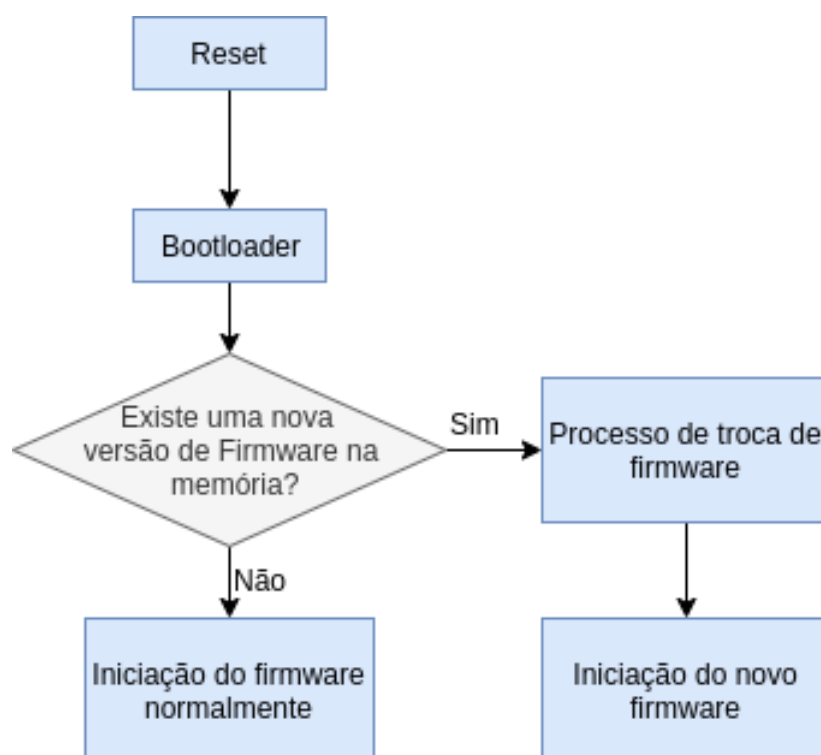 Reset
Bootloader
Existe uma nova
versão de Firmware na
memória?
Sim
Processo de troca de
firmware
Não
Iniciação do firmware
normalmente
Iniciação do novo
firmware